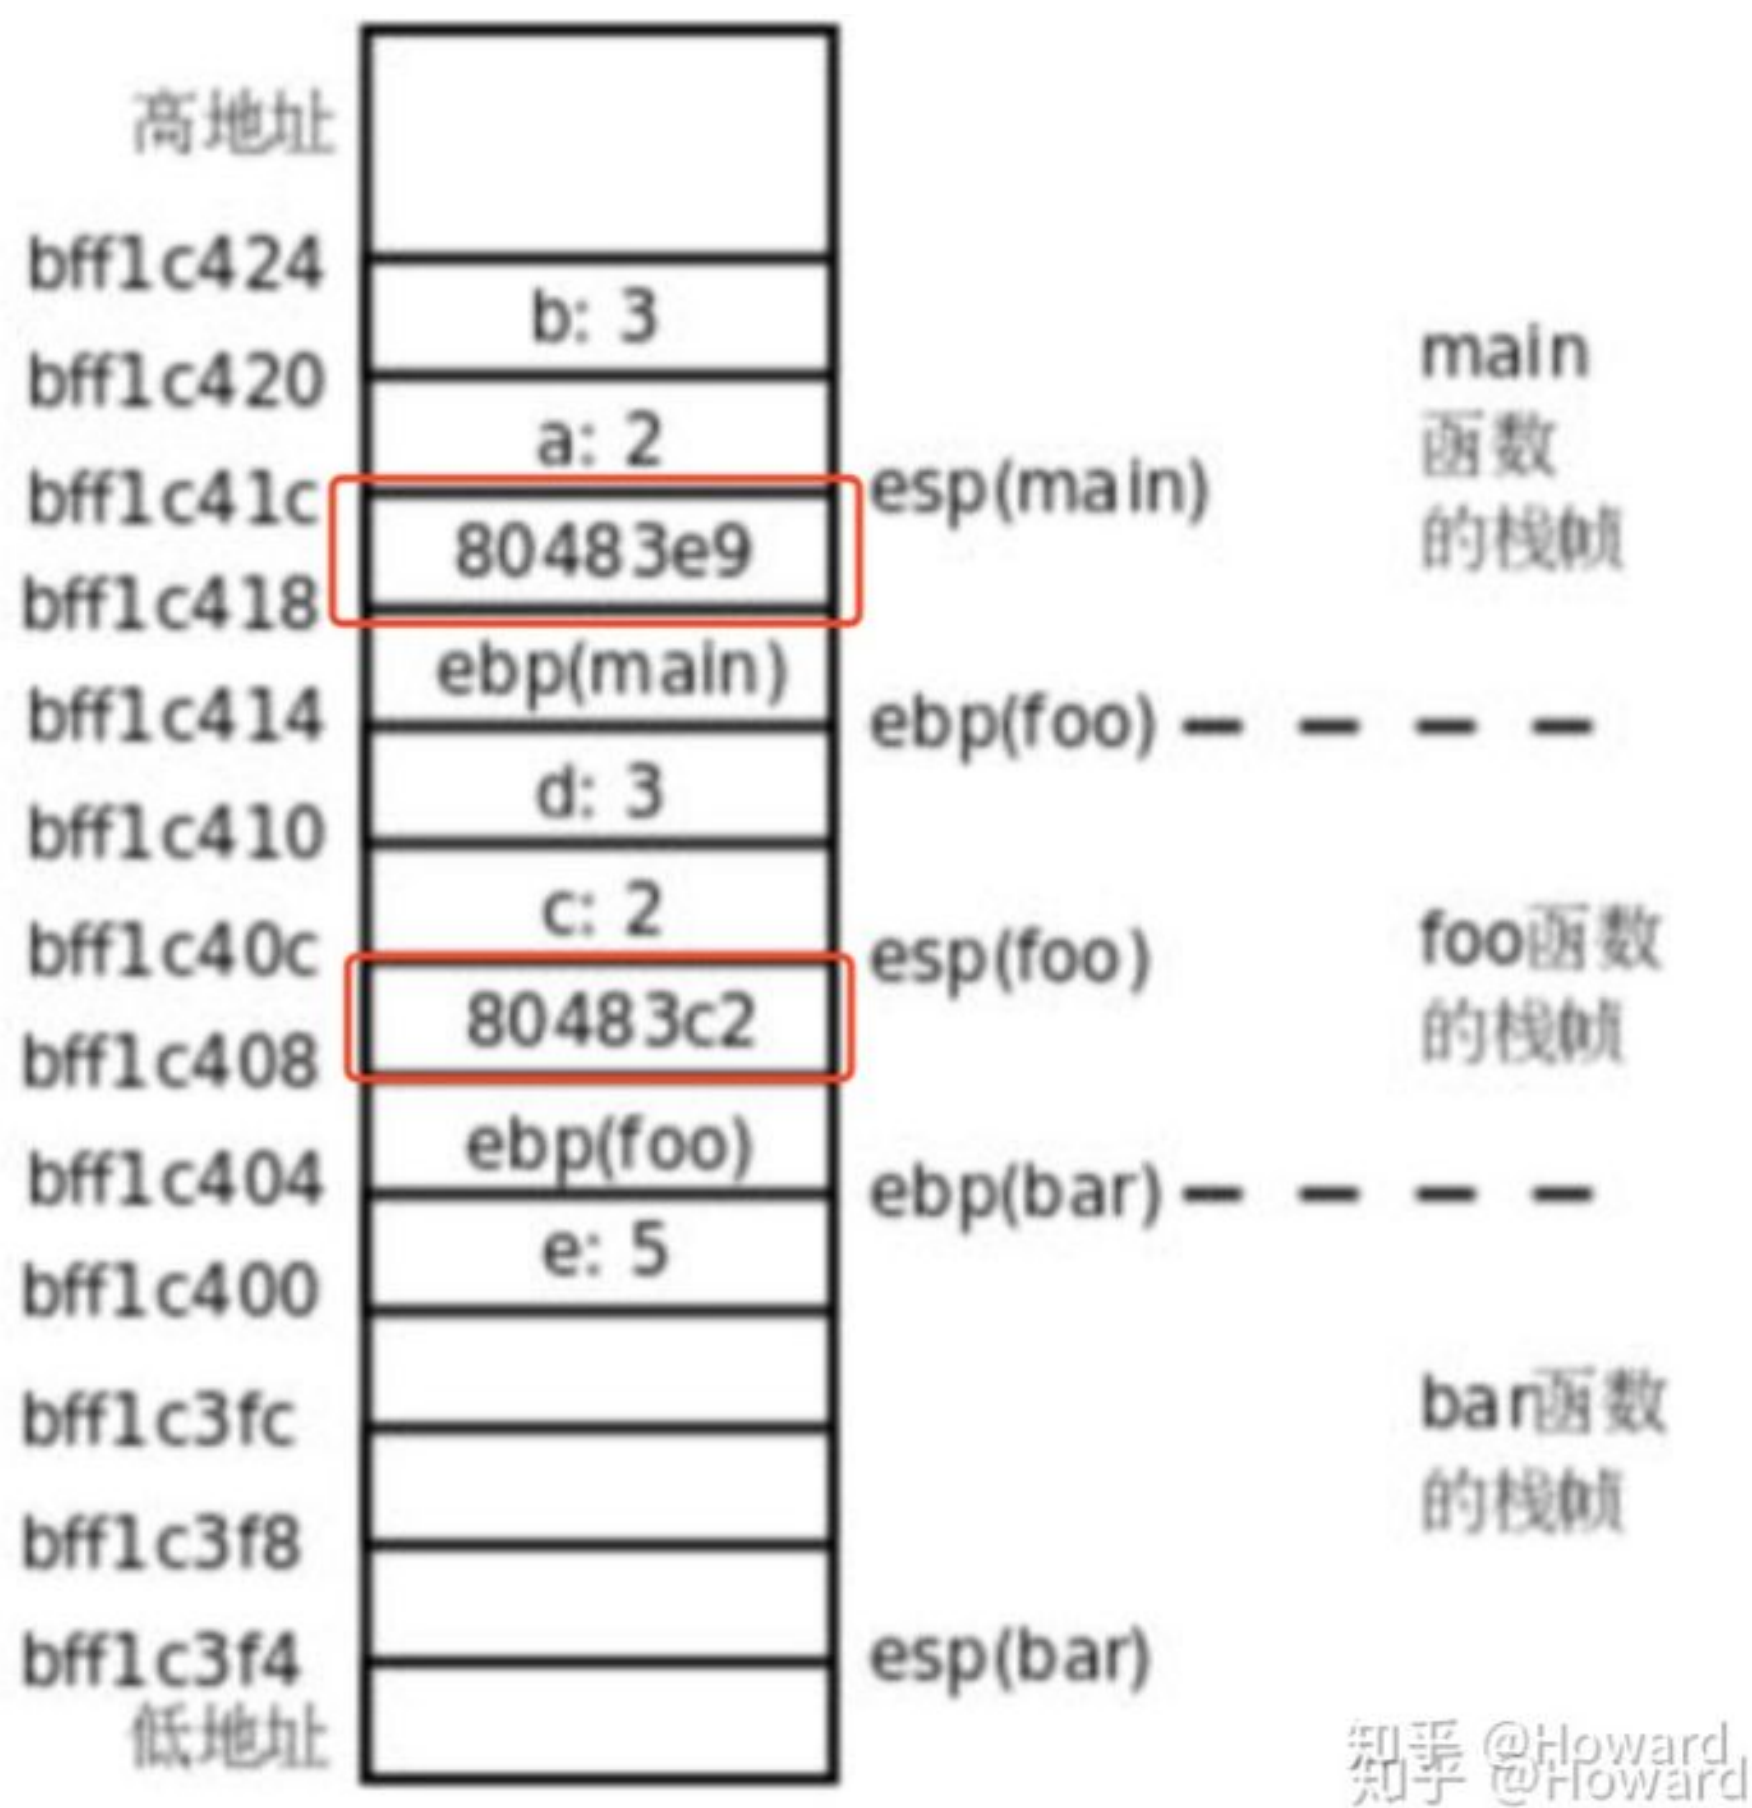 高地址
bff1c424
b: 3
bff1c420
a: 2
bff1c41c
esp(main)
80483e9
bff1c418
main
函数
的栈帧
ebp(main)
bff1c414
ebp(foo)
d: 3
bff1c410
c: 2
bff1c40c
esp(foo)
80483c2
bff1c408
foo函数
的栈帧
ebp(foo)
bff1c404
ebp(bar)
e: 5
bff1c400
bff1c3fc
bar函数
的栈帧
bff1c3f8
bff1c3f4
esp(bar)
低地址
知乎 @Howard
知乎 @Howard